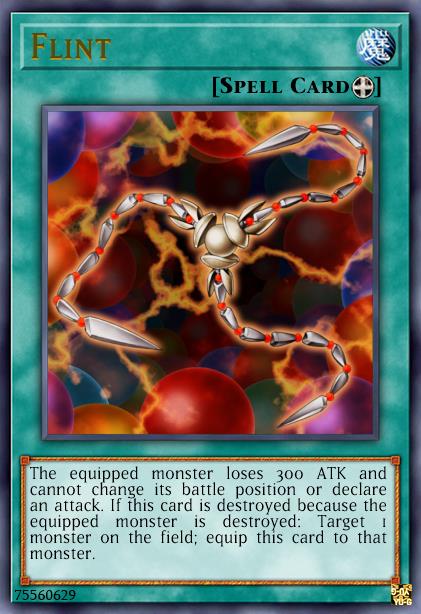 Flint
[Spell Card]
The equipped monster loses 300 ATK and
cannot change its battle position or declare
an attack. If this card is destroyed because the
equipped monster is destroyed: Target 1
monster on the field; equip this card to that
monster.
75560629